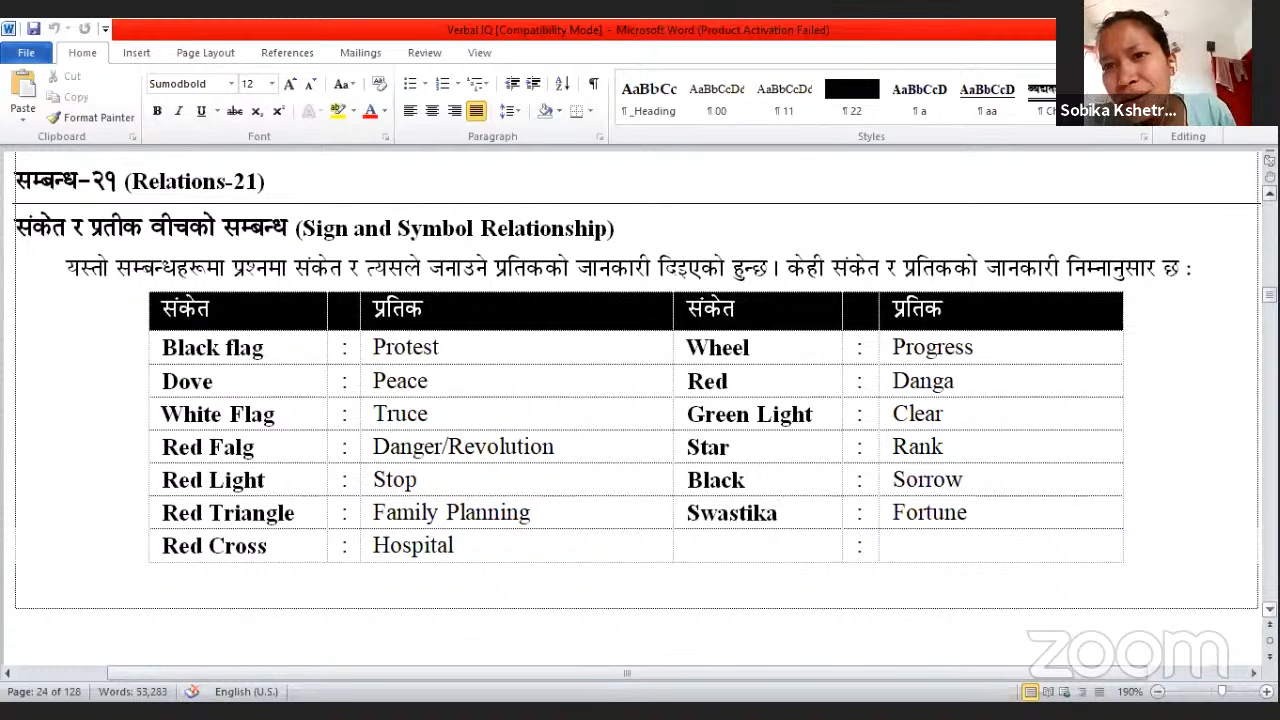 Verbal IQ [Compatibility Mode] - Microsoft Word (Product Activation Failed)
File Home Insert Page Layout References Mailings Review View
Paste Cut Copy Format Painter
Clipboard
Sumodbold 12
Font
Paragraph
AaBbCc AaBbCcDc AaBbCcDd AaBbCcD AaBbCcD
¶ _Heading ¶ 00 ¶ 11 ¶ 22 ¶ a ¶ aa
Styles
Editing
Sobika Kshetr...
सम्बन्ध-२१ (Relations-21)
संकेत र प्रतीक वीचको सम्बन्ध (Sign and Symbol Relationship)
यस्तो सम्बन्धहरूमा प्रश्नमा संकेत र त्यसले जनाउने प्रतिकको जानकारी दिइएको हुन्छ। केही संकेत र प्रतिकको जानकारी निम्नानुसार छ :
संकेत प्रतिक संकेत प्रतिक
Black flag : Protest Wheel : Progress
Dove : Peace Red : Danga
White Flag : Truce Green Light : Clear
Red Falg : Danger/Revolution Star : Rank
Red Light : Stop Black : Sorrow
Red Triangle : Family Planning Swastika : Fortune
Red Cross : Hospital :
zoom
Page: 24 of 128 Words: 53,283 English (U.S.) 190%